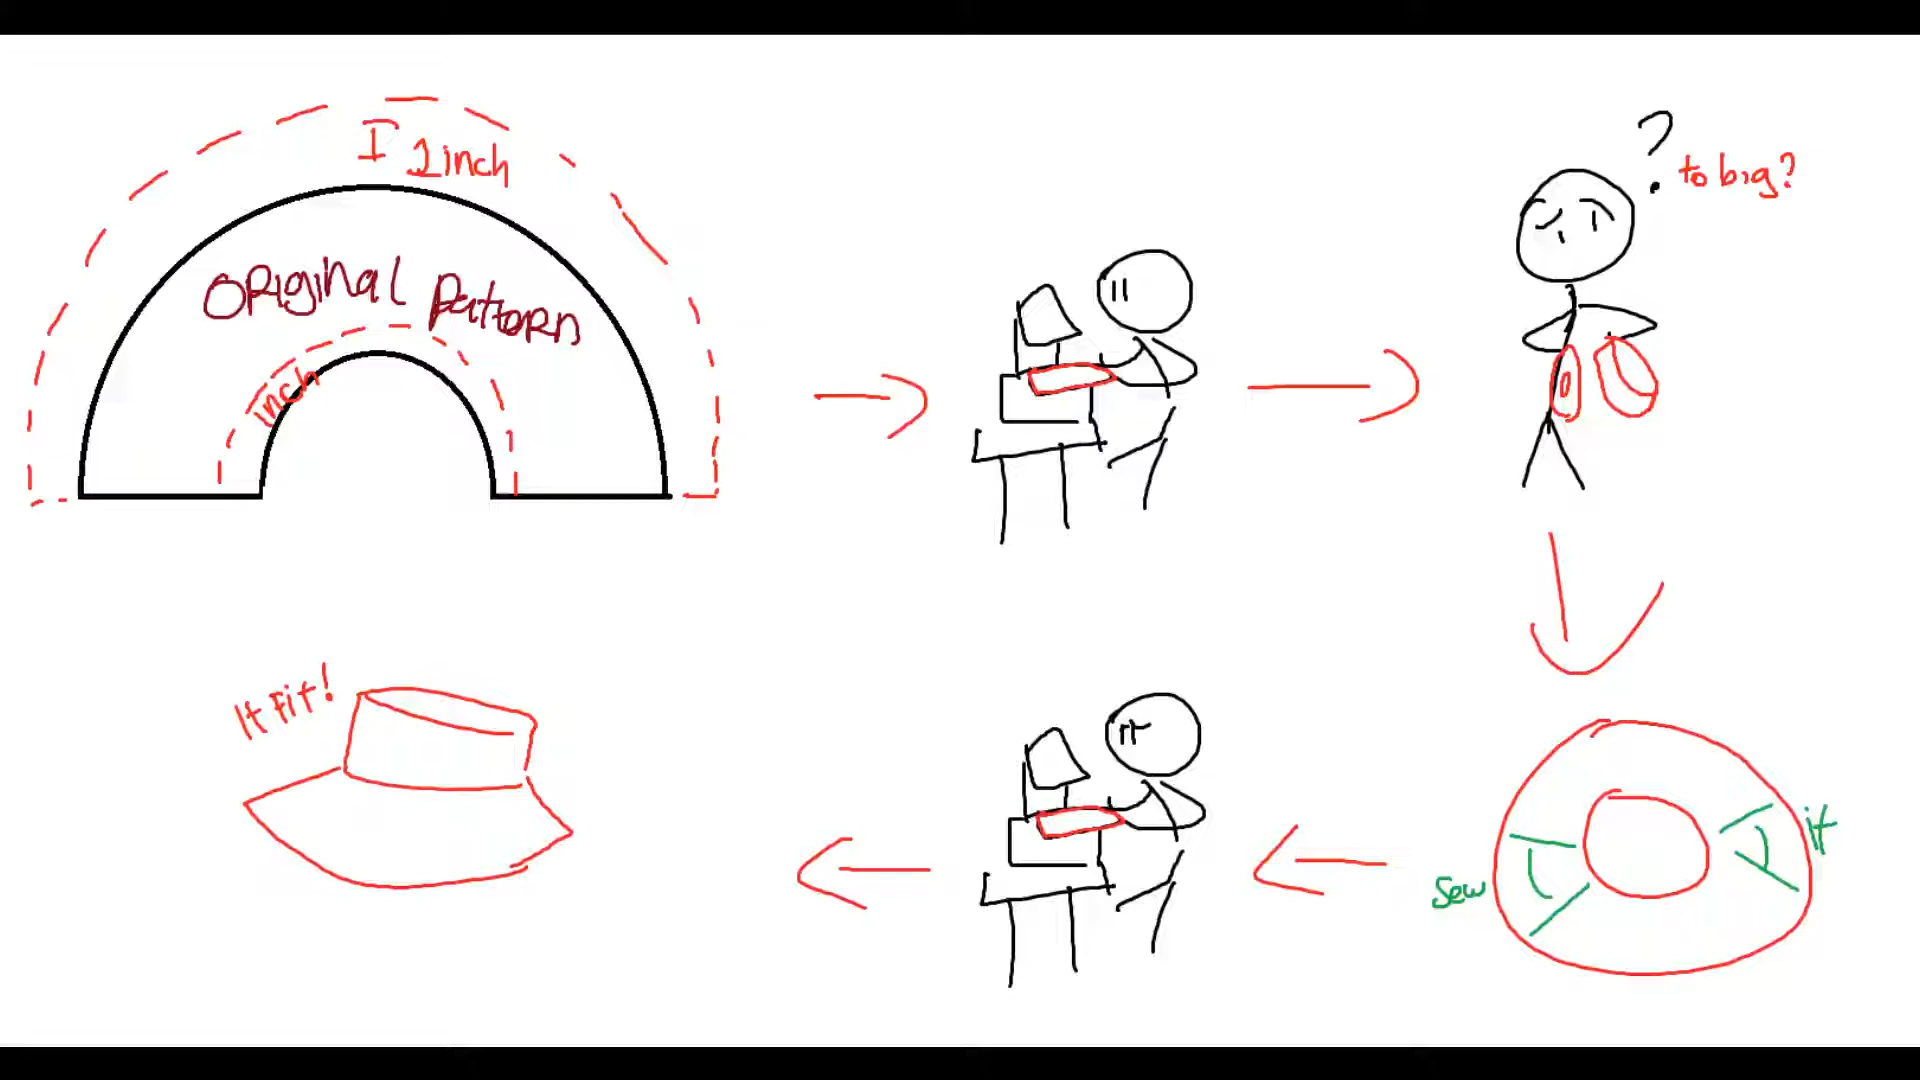 1 inch
Original Pattern
inch
?
to big?
It Fit!
sew
it